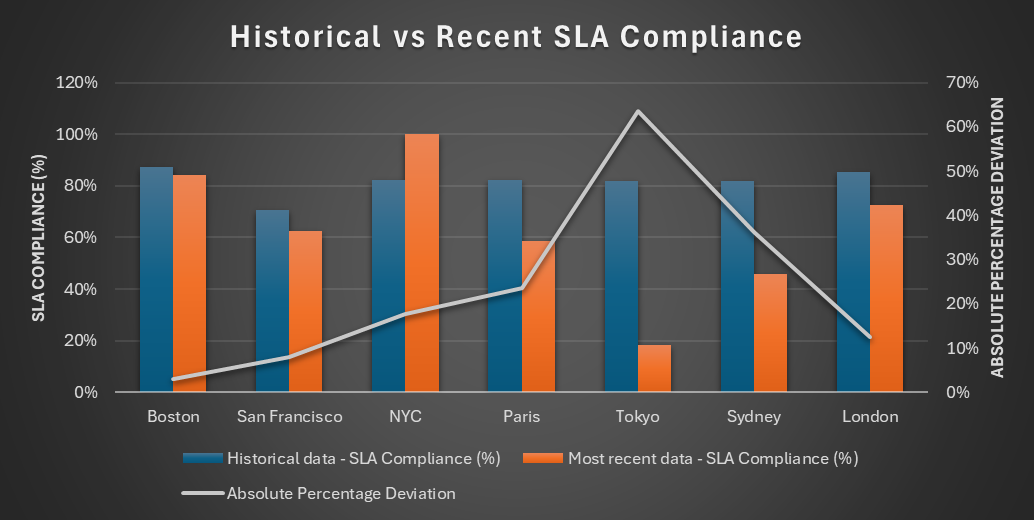 Historical vs Recent SLA Compliance
SLA COMPLIANCE (%)
120%
100%
80%
60%
40%
20%
0%
70%
60%
50%
40%
30%
20%
10%
0%
ABSOLUTE PERCENTAGE DEVIATION
Boston San Francisco NYC Paris Tokyo Sydney London
Historical data - SLA Compliance (%) Most recent data - SLA Compliance (%)
Absolute Percentage Deviation